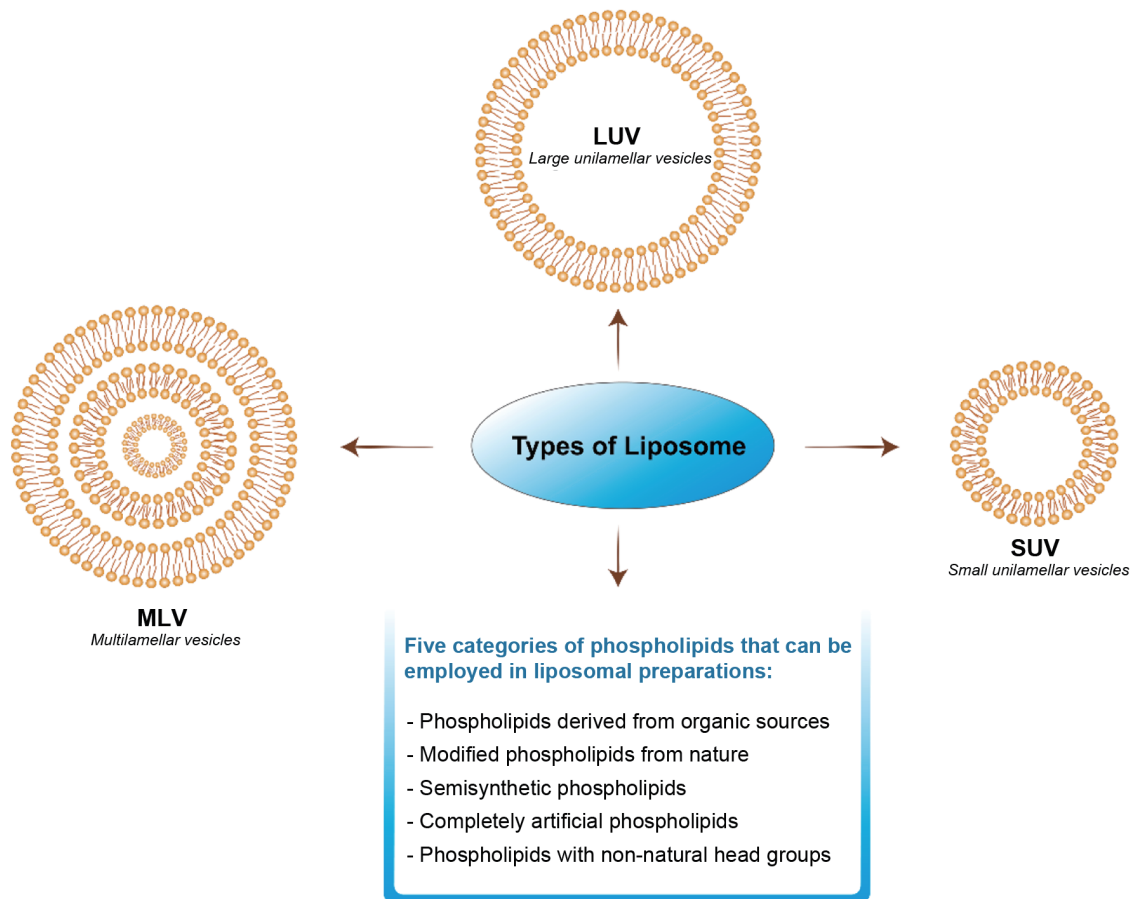 LUV
Large unilamellar vesicles
Types of Liposome
MLV
Multilamellar vesicles
SUV
Small unilamellar vesicles
Five categories of phospholipids that can be
employed in liposomal preparations:
- Phospholipids derived from organic sources
- Modified phospholipids from nature
- Semisynthetic phospholipids
- Completely artificial phospholipids
- Phospholipids with non-natural head groups